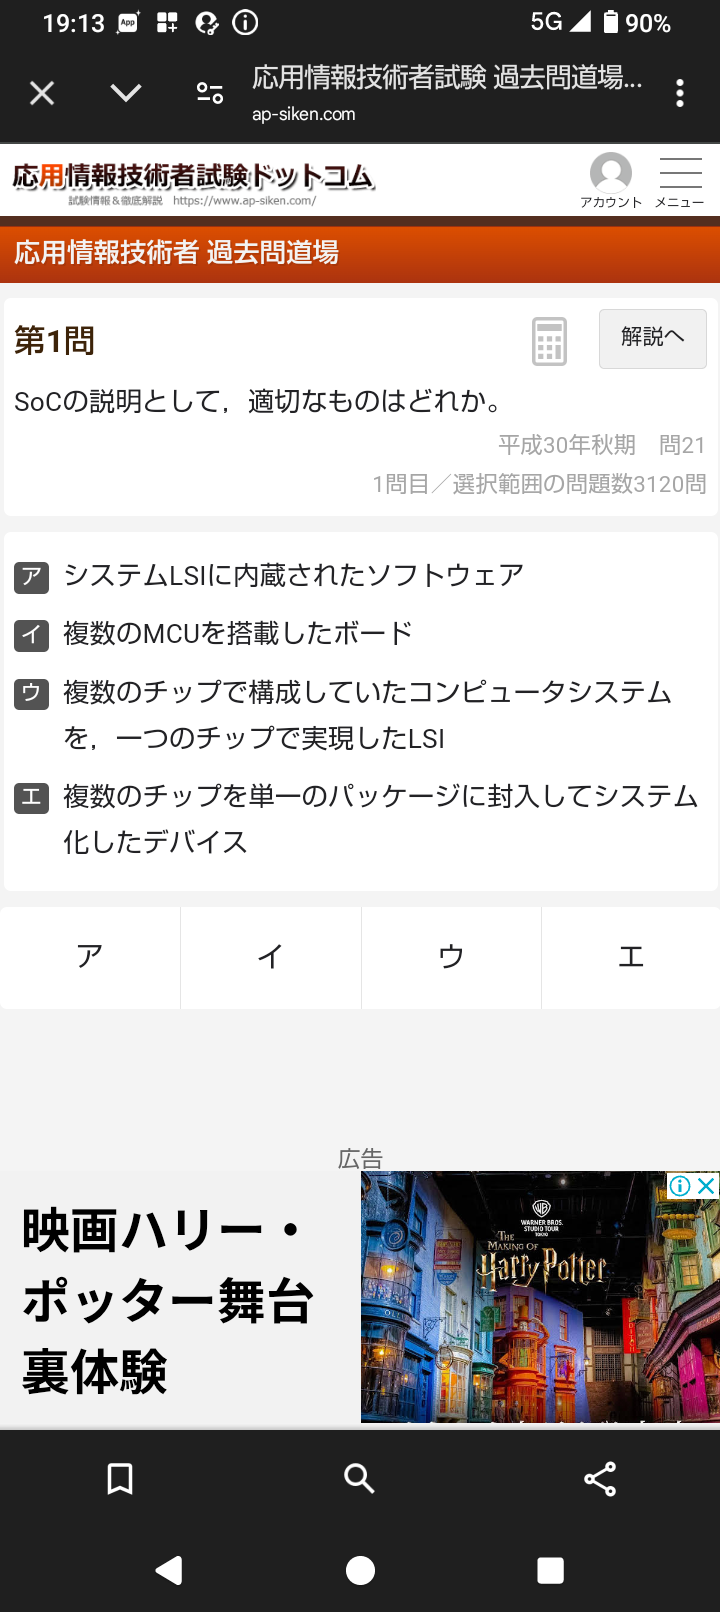 19:13 App 5G 90%
応用情報技術者試験 過去問道場...
ap-siken.com
応用情報技術者試験ドットコム
試験情報＆徹底解説 https://www.ap-siken.com/
アカウント メニュー
応用情報技術者 過去問道場
第1問
解説へ
SoCの説明として，適切なものはどれか。
平成30年秋期 問21
1問目／選択範囲の問題数3120問
ア システムLSIに内蔵されたソフトウェア
イ 複数のMCUを搭載したボード
ウ 複数のチップで構成していたコンピュータシステム
を，一つのチップで実現したLSI
エ 複数のチップを単一のパッケージに封入してシステム
化したデバイス
ア イ ウ エ
広告
映画ハリー・
ポッター舞台
裏体験
WB
WARNER BROS.
STUDIO TOUR
TOKYO
THE
MAKING OF
Harry Potter